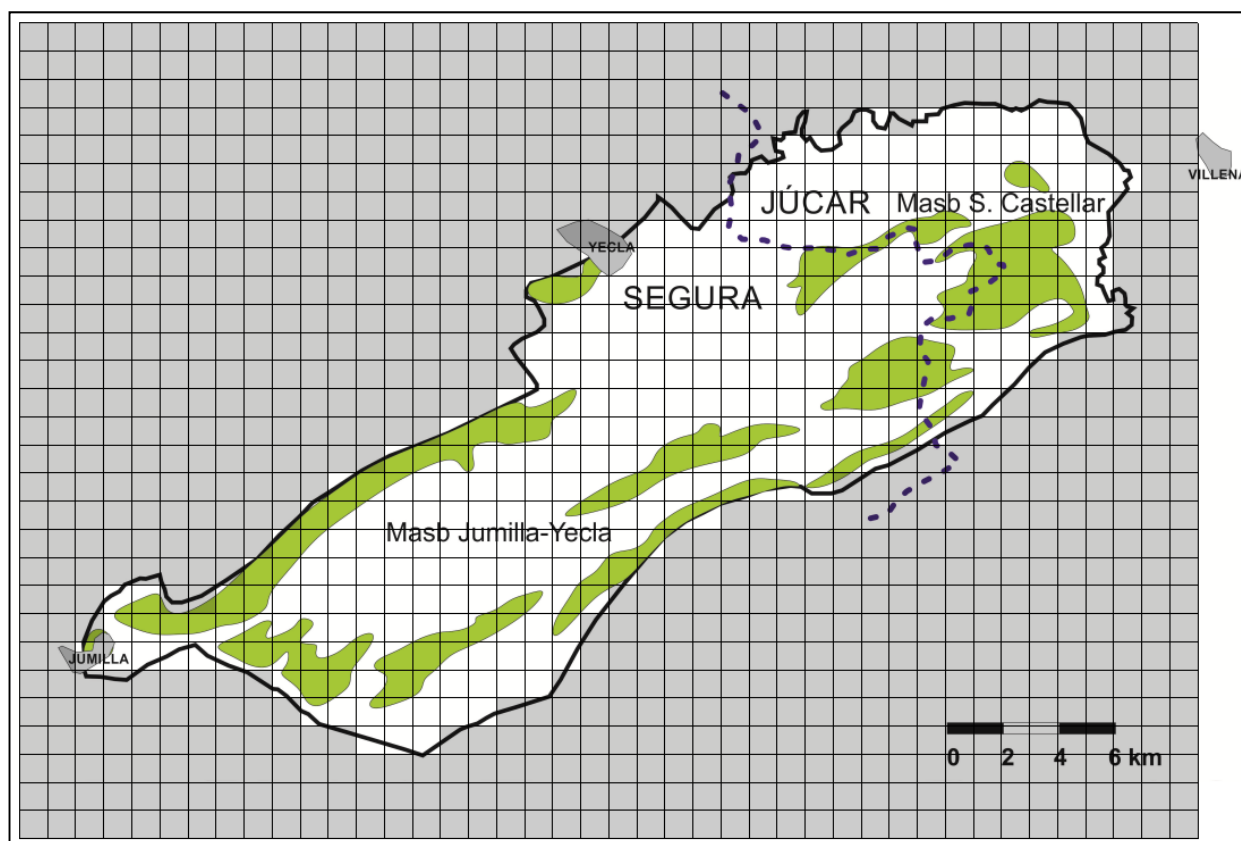 VILLENA
JÚCAR
Masb S. Castellar
YECLA
SEGURA
Masb Jumilla-Yecla
JUMILLA
0 2 4 6 km